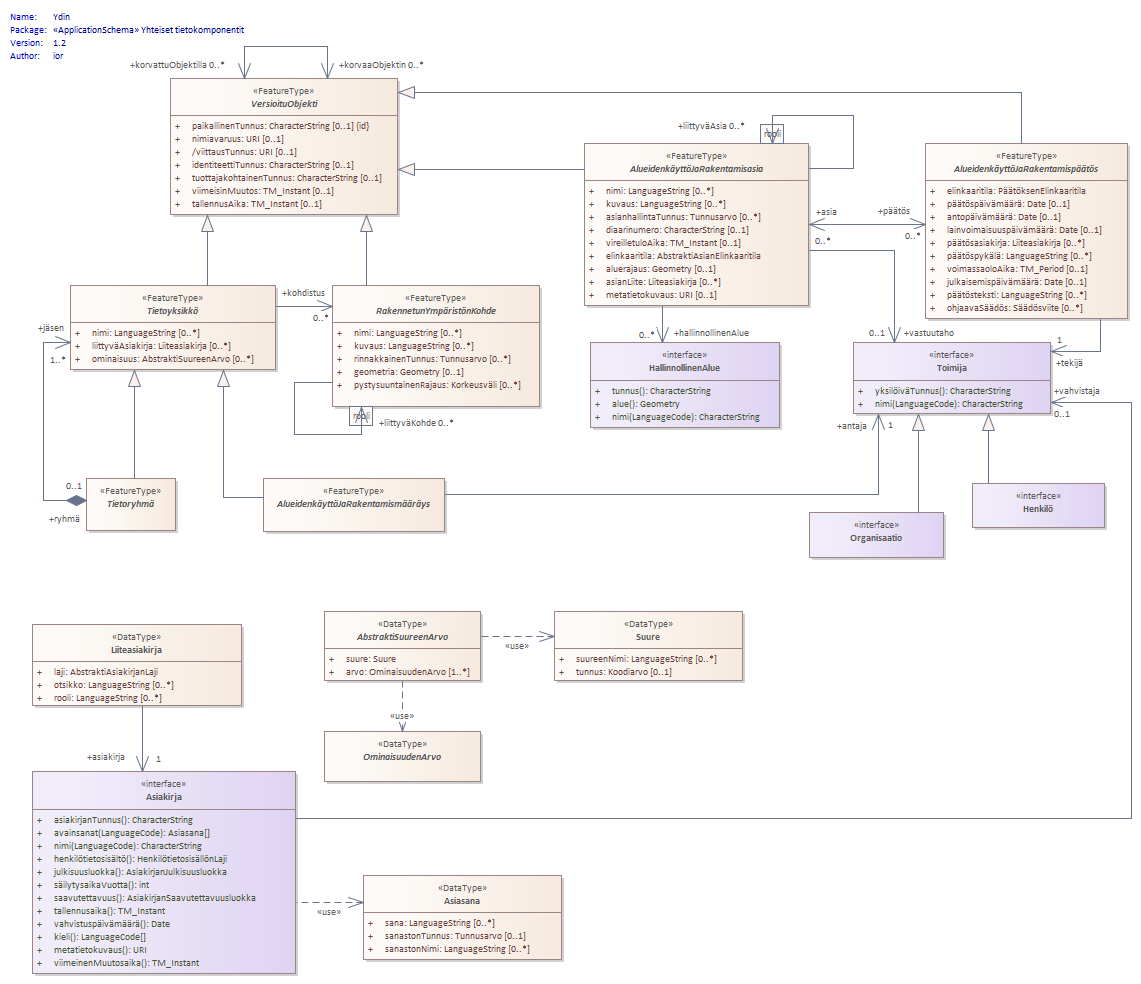 Name: Ydin
Package: «ApplicationSchema» Yhteiset tietokomponentit
Version: 1.2
Author: ior
+korvattuObjektilla 0..*
+korvaaObjektin 0..*
«FeatureType»
VersioituObjekti
+ paikallinenTunnus: CharacterString [0..1] {id}
+ nimiavaruus: URI [0..1]
+ /viittausTunnus: URI [0..1]
+ identiteettiTunnus: CharacterString [0..1]
+ tuottajakohtainenTunnus: CharacterString [0..1]
+ viimeisinMuutos: TM_Instant [0..1]
+ tallennusAika: TM_Instant [0..1]
+liittyväAsia 0..*
rooli
«FeatureType»
AlueidenkäyttöJaRakentamisasia
+ nimi: LanguageString [0..*]
+ kuvaus: LanguageString [0..*]
+ asianhallintaTunnus: Tunnusarvo [0..*]
+ diaarinumero: CharacterString [0..1]
+ vireilletuloAika: TM_Instant [0..1]
+ elinkaaritila: AbstraktiAsianElinkaaritila
+ aluerajaus: Geometry [0..1]
+ asianLiite: Liiteasiakirja [0..*]
+ metatietokuvaus: URI [0..1]
+asia
0..*
+päätös
0..*
«FeatureType»
AlueidenkäyttöJaRakentamispäätös
+ elinkaaritila: PäätöksenElinkaaritila
+ päätöspäivämäärä: Date [0..1]
+ antopäivämäärä: Date [0..1]
+ lainvoimaisuuspäivämäärä: Date [0..1]
+ päätösasiakirja: Liiteasiakirja [0..*]
+ päätöspykälä: LanguageString [0..*]
+ voimassaoloAika: TM_Period [0..1]
+ julkaisemispäivämäärä: Date [0..1]
+ päätösteksti: LanguageString [0..*]
+ ohjaavaSäädös: Säädösviite [0..*]
«FeatureType»
Tietoyksikkö
+ nimi: LanguageString [0..*]
+ liittyväAsiakirja: Liiteasiakirja [0..*]
+ ominaisuus: AbstraktiSuureenArvo [0..*]
+kohdistus
0..*
«FeatureType»
RakennetunYmpäristönKohde
+ nimi: LanguageString [0..*]
+ kuvaus: LanguageString [0..*]
+ rinnakkainenTunnus: Tunnusarvo [0..*]
+ geometria: Geometry [0..1]
+ pystysuuntainenRajaus: Korkeusväli [0..*]
rooli
+liittyväKohde 0..*
+jäsen
1..*
0..*
+hallinnollinenAlue
«interface»
HallinnollinenAlue
+ tunnus(): CharacterString
+ alue(): Geometry
+ nimi(LanguageCode): CharacterString
0..1
+vastuutaho
1
+tekijä
«interface»
Toimija
+ yksilöiväTunnus(): CharacterString
+ nimi(LanguageCode): CharacterString
+vahvistaja
0..1
+antaja
1
0..1
+ryhmä
«FeatureType»
Tietoryhmä
«FeatureType»
AlueidenkäyttöJaRakentamismääräys
«interface»
Organisaatio
«interface»
Henkilö
«DataType»
Liiteasiakirja
+ laji: AbstraktiAsiakirjanLaji
+ otsikko: LanguageString [0..*]
+ rooli: LanguageString [0..*]
«DataType»
AbstraktiSuureenArvo
+ suure: Suure
+ arvo: OminaisuudenArvo [1..*]
«use»
«DataType»
Suure
+ suureenNimi: LanguageString [0..*]
+ tunnus: Koodiarvo [0..1]
«use»
«DataType»
OminaisuudenArvo
+asiakirja
1
«interface»
Asiakirja
+ asiakirjanTunnus(): CharacterString
+ avainsanat(LanguageCode): Asiasana[]
+ nimi(LanguageCode): CharacterString
+ henkilötietosisältö(): HenkilötietosisällönLaji
+ julkisuusluokka(): AsiakirjanJulkisuusluokka
+ säilytysaikaVuotta(): int
+ saavutettavuus(): AsiakirjanSaavutettavuusluokka
+ tallennusaika(): TM_Instant
+ vahvistuspäivämäärä(): Date
+ kieli(): LanguageCode[]
+ metatietokuvaus(): URI
+ viimeinenMuutosaika(): TM_Instant
«use»
«DataType»
Asiasana
+ sana: LanguageString [0..*]
+ sanastonTunnus: Tunnusarvo [0..1]
+ sanastonNimi: LanguageString [0..*]